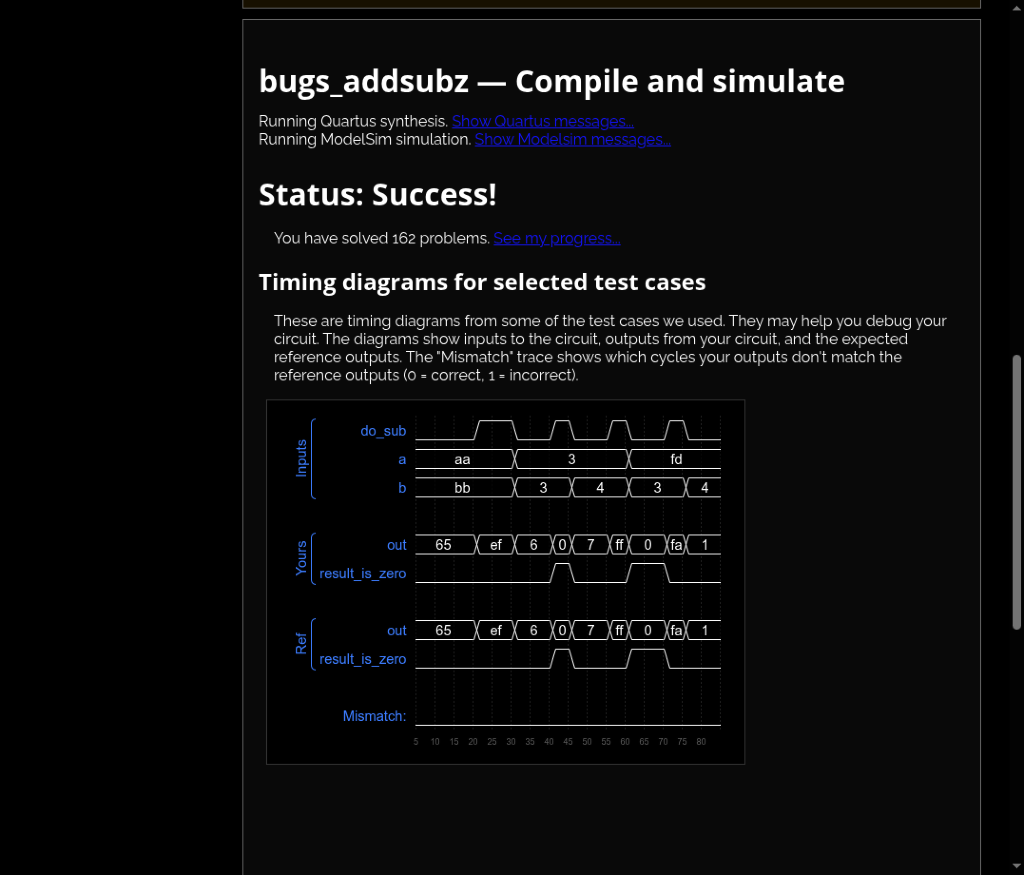 bugs_addsubz — Compile and simulate
Running Quartus synthesis. Show Quartus messages...
Running ModelSim simulation. Show Modelsim messages...
Status: Success!
You have solved 162 problems. See my progress...
Timing diagrams for selected test cases
These are timing diagrams from some of the test cases we used. They may help you debug your
circuit. The diagrams show inputs to the circuit, outputs from your circuit, and the expected
reference outputs. The "Mismatch" trace shows which cycles your outputs don't match the
reference outputs (0 = correct, 1 = incorrect).
Inputs
do_sub
a aa 3 fd
b bb 3 4 3 4
Yours
out 65 ef 6 0 7 ff 0 fa 1
result_is_zero
Ref
out 65 ef 6 0 7 ff 0 fa 1
result_is_zero
Mismatch:
5 10 15 20 25 30 35 40 45 50 55 60 65 70 75 80